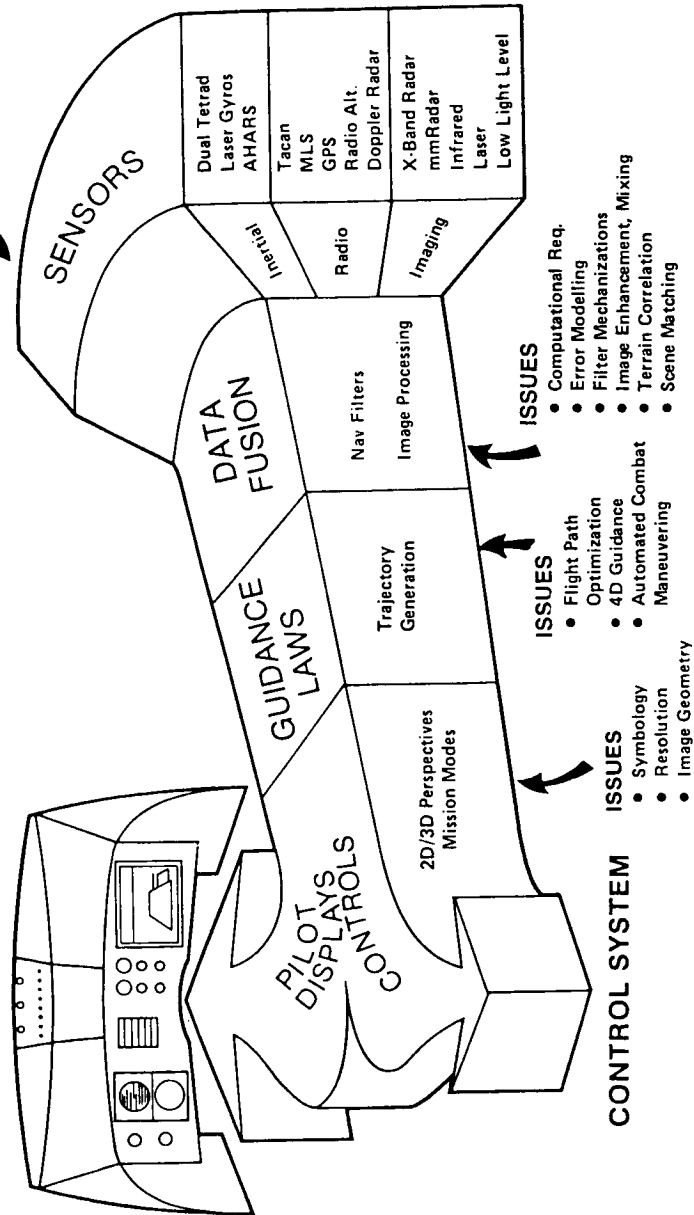 SENSORS
Inertial
Dual Tetrad
Laser Gyros
AHARS
Radio
Tacan
MLS
GPS
Radio Alt.
Doppler Radar
Imaging
X-Band Radar
mmRadar
Infrared
Laser
Low Light Level
DATA
FUSION
Nav Filters
Image Processing
ISSUES
• Computational Req.
• Error Modelling
• Filter Mechanizations
• Image Enhancement, Mixing
• Terrain Correlation
• Scene Matching
GUIDANCE
LAWS
Trajectory
Generation
ISSUES
• Flight Path
Optimization
• 4D Guidance
• Automated Combat
Maneuvering
PILOT
DISPLAYS
CONTROLS
2D/3D Perspectives
Mission Modes
ISSUES
• Symbology
• Resolution
• Image Geometry
CONTROL SYSTEM